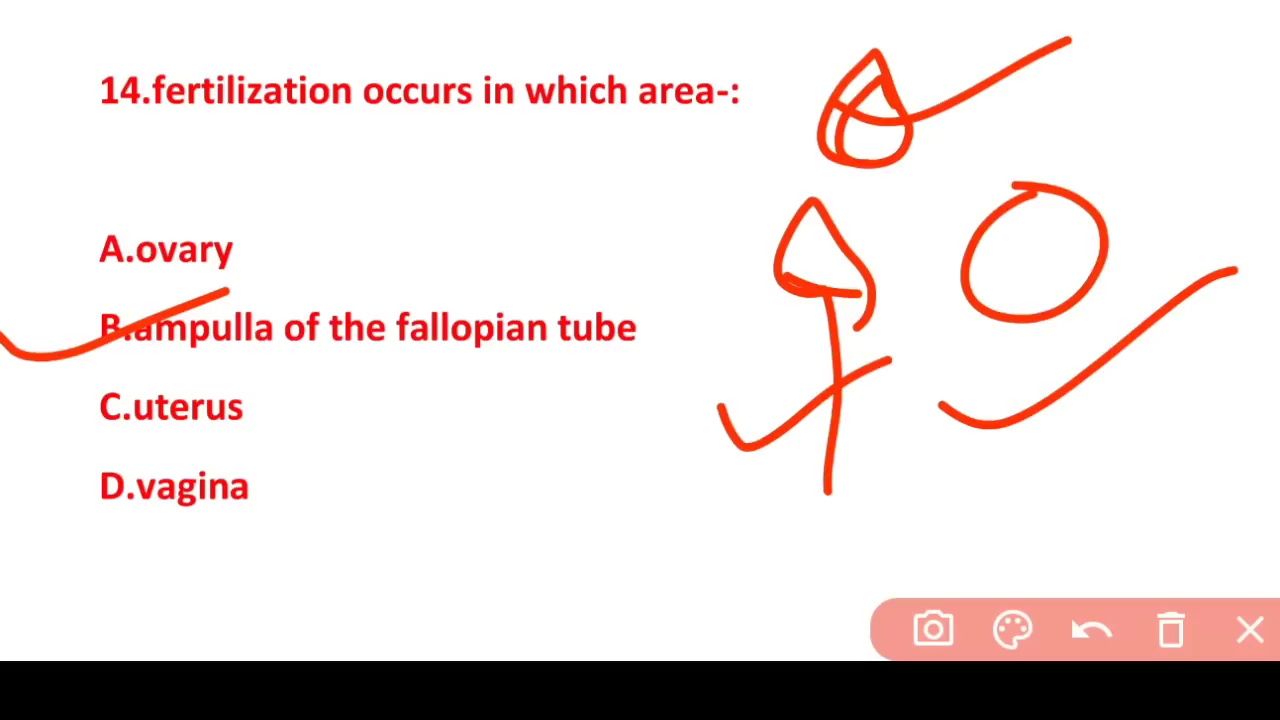 14.fertilization occurs in which area-:
A.ovary
B.ampulla of the fallopian tube
C.uterus
D.vagina